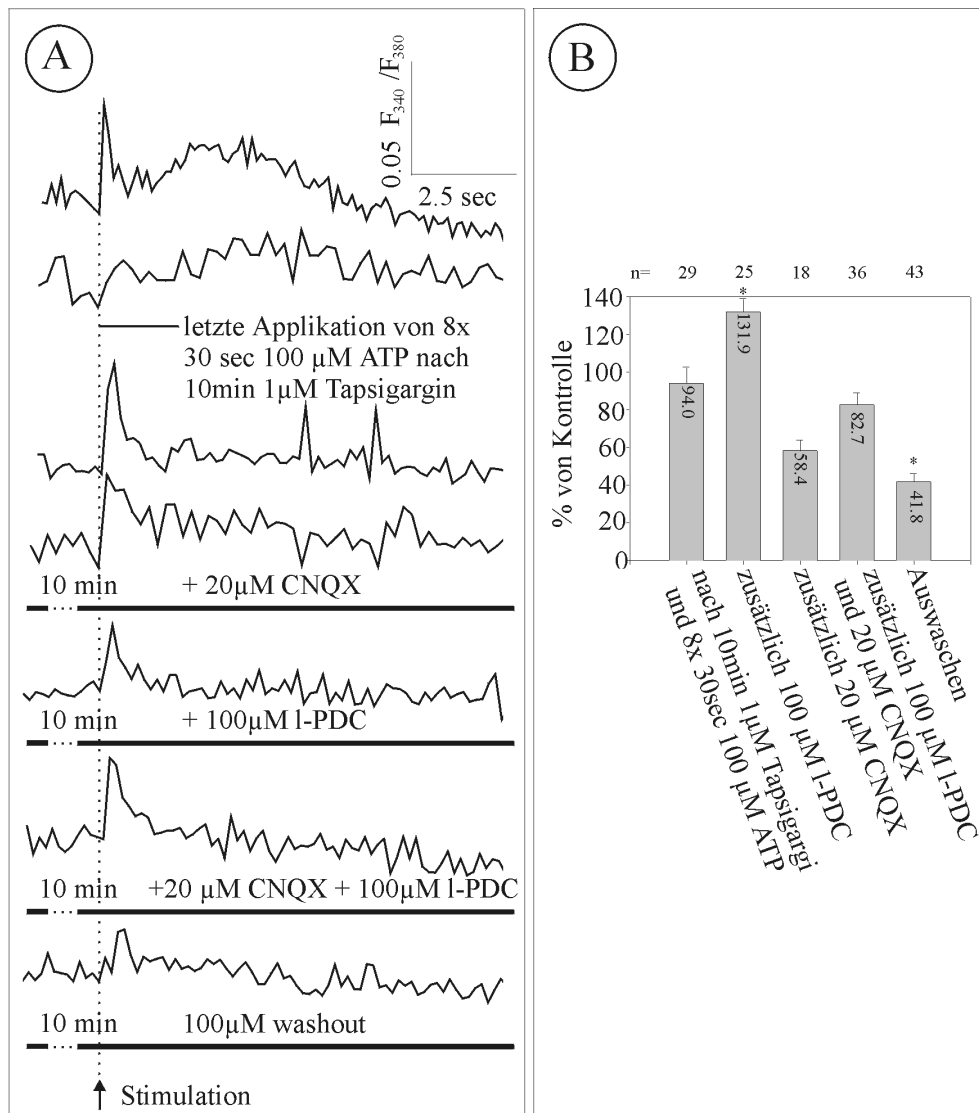 A
0.05 F340 /F380
2.5 sec
letzte Applikation von 8x
30 sec 100 µM ATP nach
10min 1µM Tapsigargin
10 min + 20µM CNQX
10 min + 100µM l-PDC
10 min +20 µM CNQX + 100µM l-PDC
10 min 100µM washout
Stimulation
B
n= 29 25 18 36 43
% von Kontrolle
140
120
100
80
60
40
20
0
94.0
*
131.9
58.4
82.7
*
41.8
nach 10min 1µM Tapsigargi
und 8x 30sec 100 µM ATP
zusätzlich 100 µM l-PDC
zusätzlich 20 µM CNQX
zusätzlich 100 µM l-PDC
und 20 µM CNQX
Auswaschen